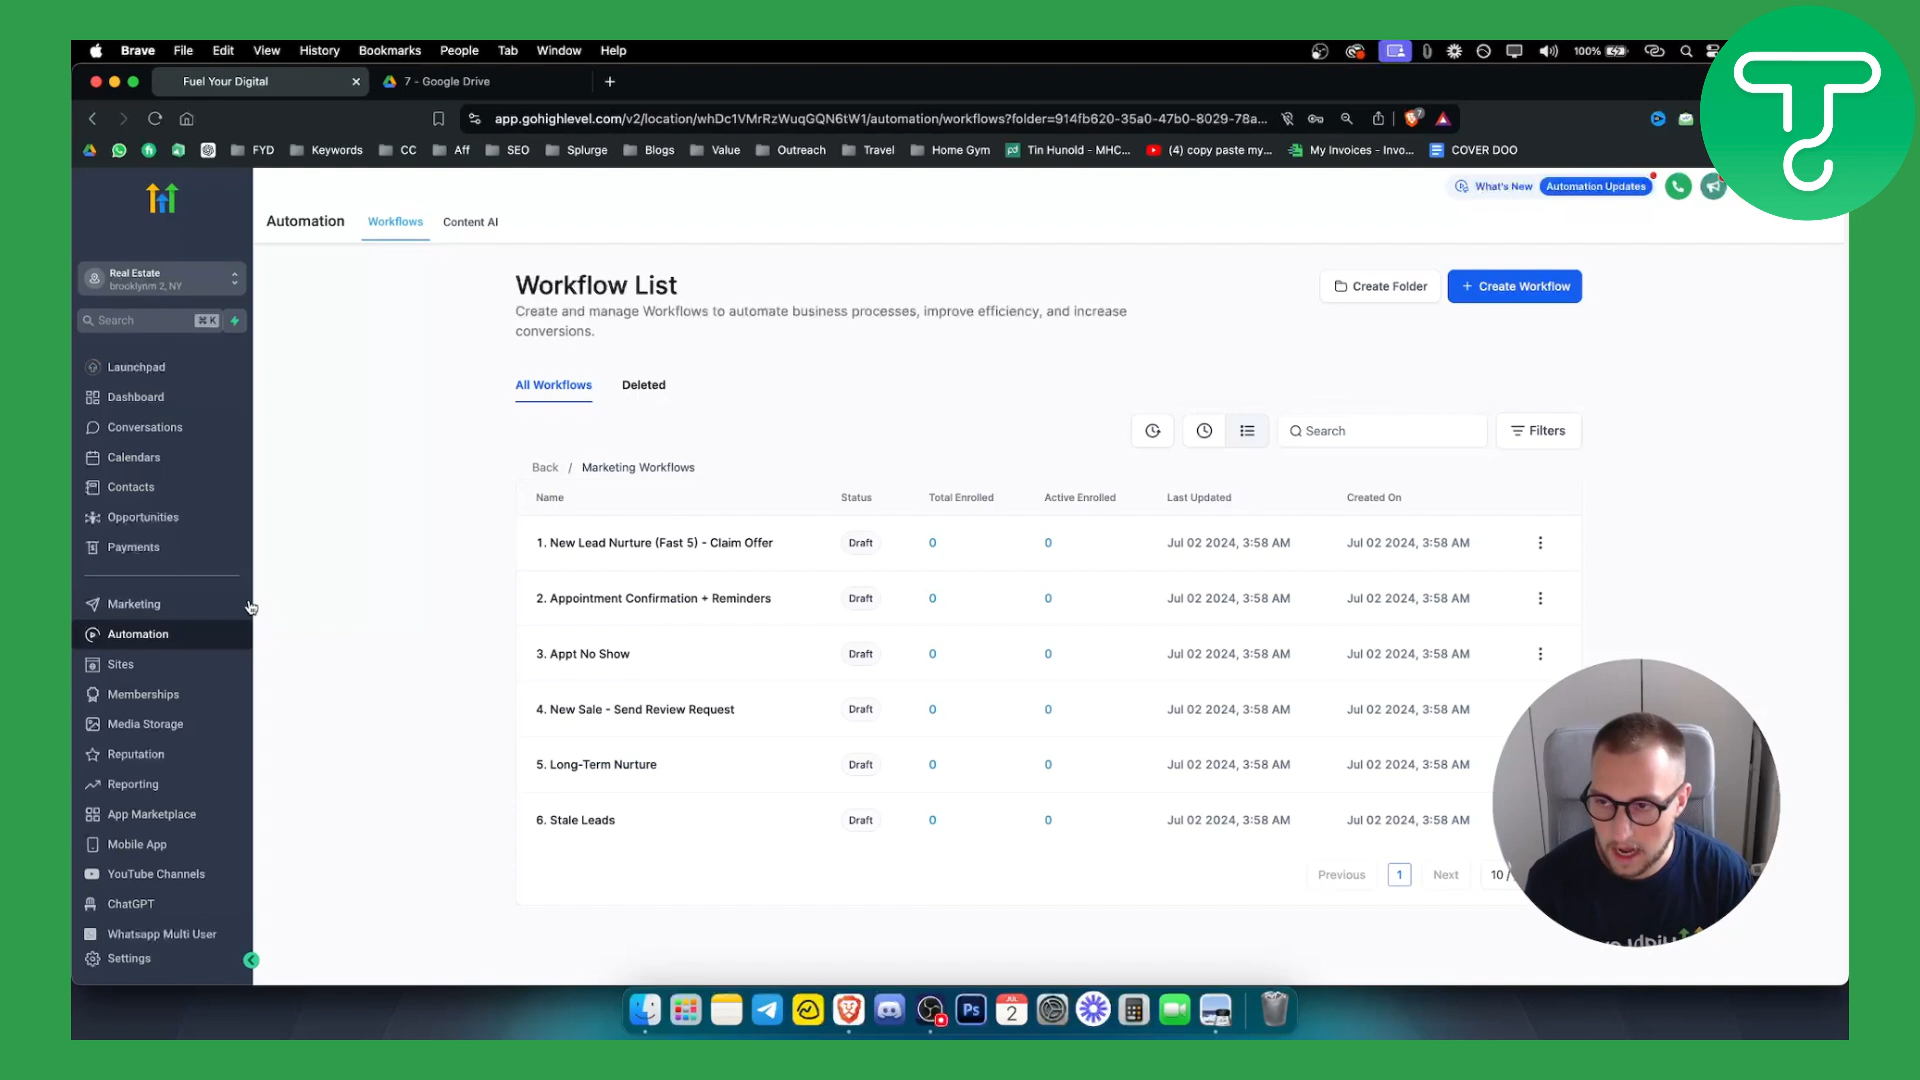 Brave File Edit View History Bookmarks People Tab Window Help
100%
Fuel Your Digital
7 - Google Drive
app.gohighlevel.com/v2/location/whDc1VMrRzWuqGQN6tW1/automation/workflows?folder=914fb620-35a0-47b0-8029-78a...
7
FYD Keywords CC Aff SEO Splurge Blogs Value Outreach Travel Home Gym Tin Hunold - MHC... (4) copy paste my... My Invoices - Invo... COVER DOO
What's New Automation Updates
Automation Workflows Content AI
Real Estate
brooklynm 2, NY
Search ⌘ K
Launchpad
Dashboard
Conversations
Calendars
Contacts
Opportunities
Payments
Marketing
Automation
Sites
Memberships
Media Storage
Reputation
Reporting
App Marketplace
Mobile App
YouTube Channels
ChatGPT
Whatsapp Multi User
Settings
Workflow List
Create and manage Workflows to automate business processes, improve efficiency, and increase
conversions.
Create Folder
+ Create Workflow
All Workflows Deleted
Search
Filters
Back / Marketing Workflows
Name Status Total Enrolled Active Enrolled Last Updated Created On
1. New Lead Nurture (Fast 5) - Claim Offer Draft 0 0 Jul 02 2024, 3:58 AM Jul 02 2024, 3:58 AM
2. Appointment Confirmation + Reminders Draft 0 0 Jul 02 2024, 3:58 AM Jul 02 2024, 3:58 AM
3. Appt No Show Draft 0 0 Jul 02 2024, 3:58 AM Jul 02 2024, 3:58 AM
4. New Sale - Send Review Request Draft 0 0 Jul 02 2024, 3:58 AM Jul 02 2024, 3:58 AM
5. Long-Term Nurture Draft 0 0 Jul 02 2024, 3:58 AM Jul 02 2024, 3:58 AM
6. Stale Leads Draft 0 0 Jul 02 2024, 3:58 AM Jul 02 2024, 3:58 AM
Previous 1 Next 10 /
Ps
JUL
2